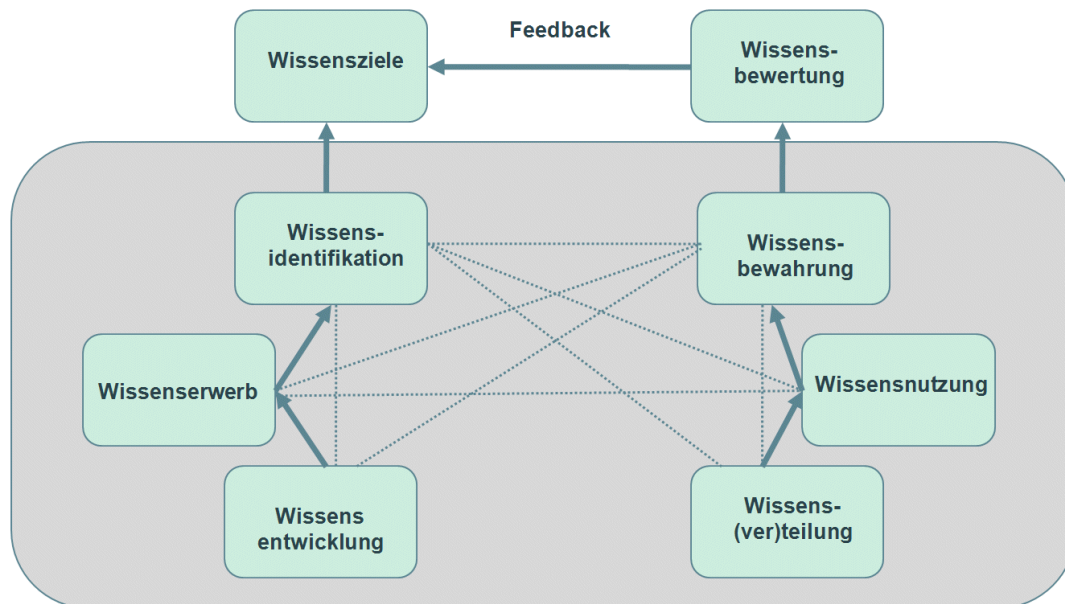 Feedback
Wissensziele
Wissens-
bewertung
Wissens-
identifikation
Wissens-
bewahrung
Wissenserwerb
Wissensnutzung
Wissens
entwicklung
Wissens-
(ver)teilung